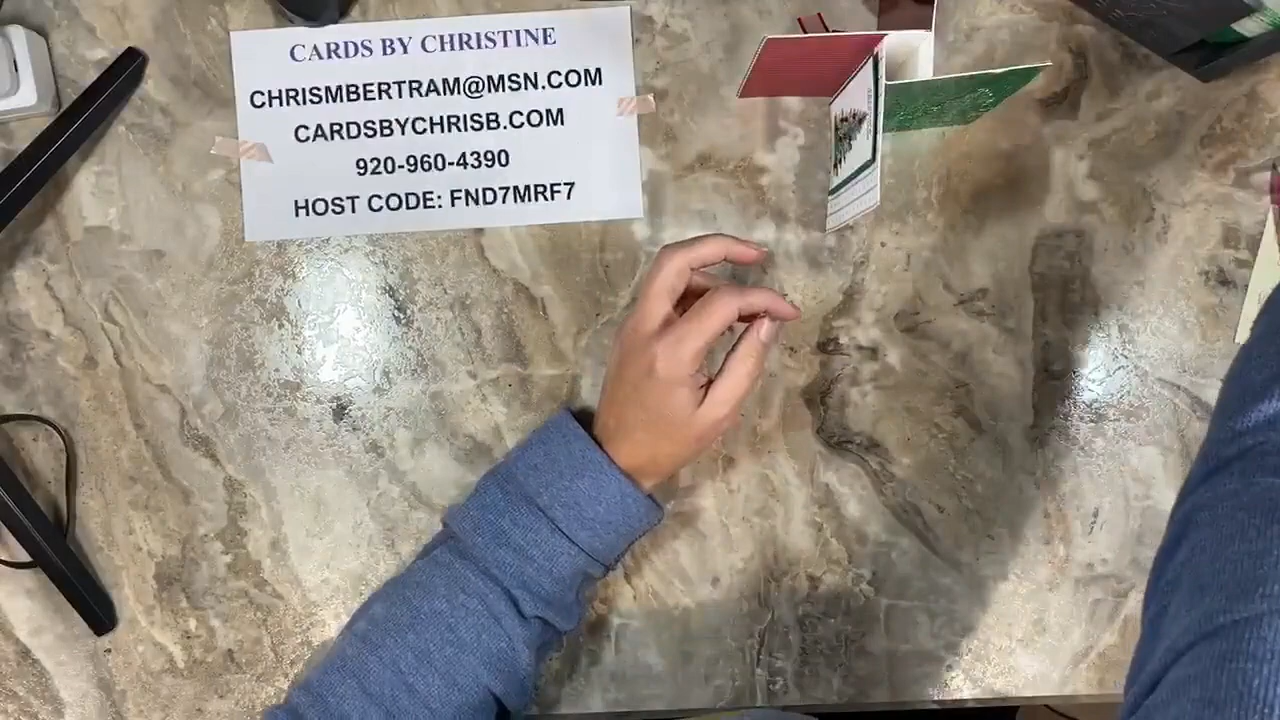 CARDS BY CHRISTINE
CHRISMBERTRAM@MSN.COM
CARDSBYCHRISB.COM
920-960-4390
HOST CODE: FND7MRF7